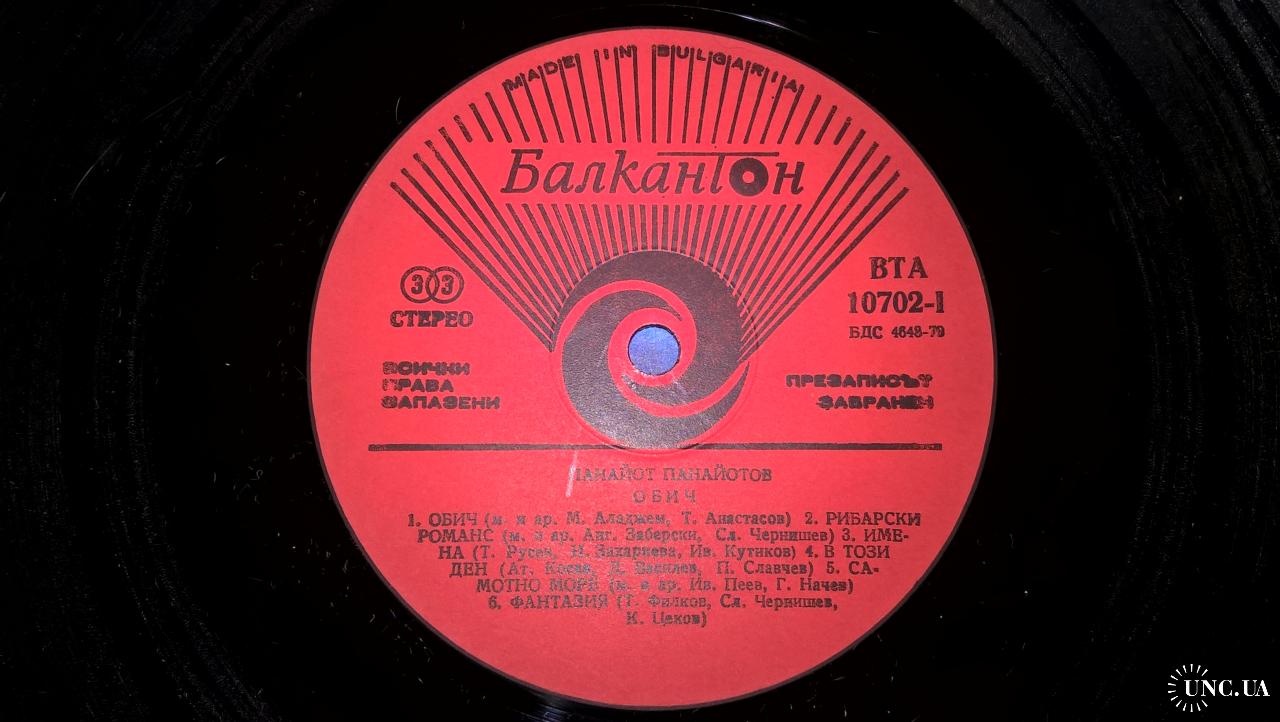 MADE IN BULGARIA
Балкантон
33
СТЕРЕО
ВТА
10702-I
БДС 4648-79
ВСИЧКИ
ПРАВА
ЗАПАЗЕНИ
ПРЕЗАПИСЪТ
ЗАБРАНЕН
ПАНАЙОТ ПАНАЙОТОВ
ОБИЧ
1. ОБИЧ (м. и ар. М. Аладжем, Т. Анастасов) 2. РИБАРСКИ
РОМАНС (м. и ар. Анг. Заберски, Сл. Чернишев) 3. ИМЕ-
НА (Т. Русев, Н. Захариева, Ив. Кутиков) 4. В ТОЗИ
ДЕН (Ат. Косев, Д. Василев, П. Славчев) 5. СА-
МОТНО МОРЕ (м. и ар. Ив. Пеев, Г. Начев)
6. ФАНТАЗИЯ (Т. Филков, Сл. Чернишев,
К. Цеков)
UNC.UA